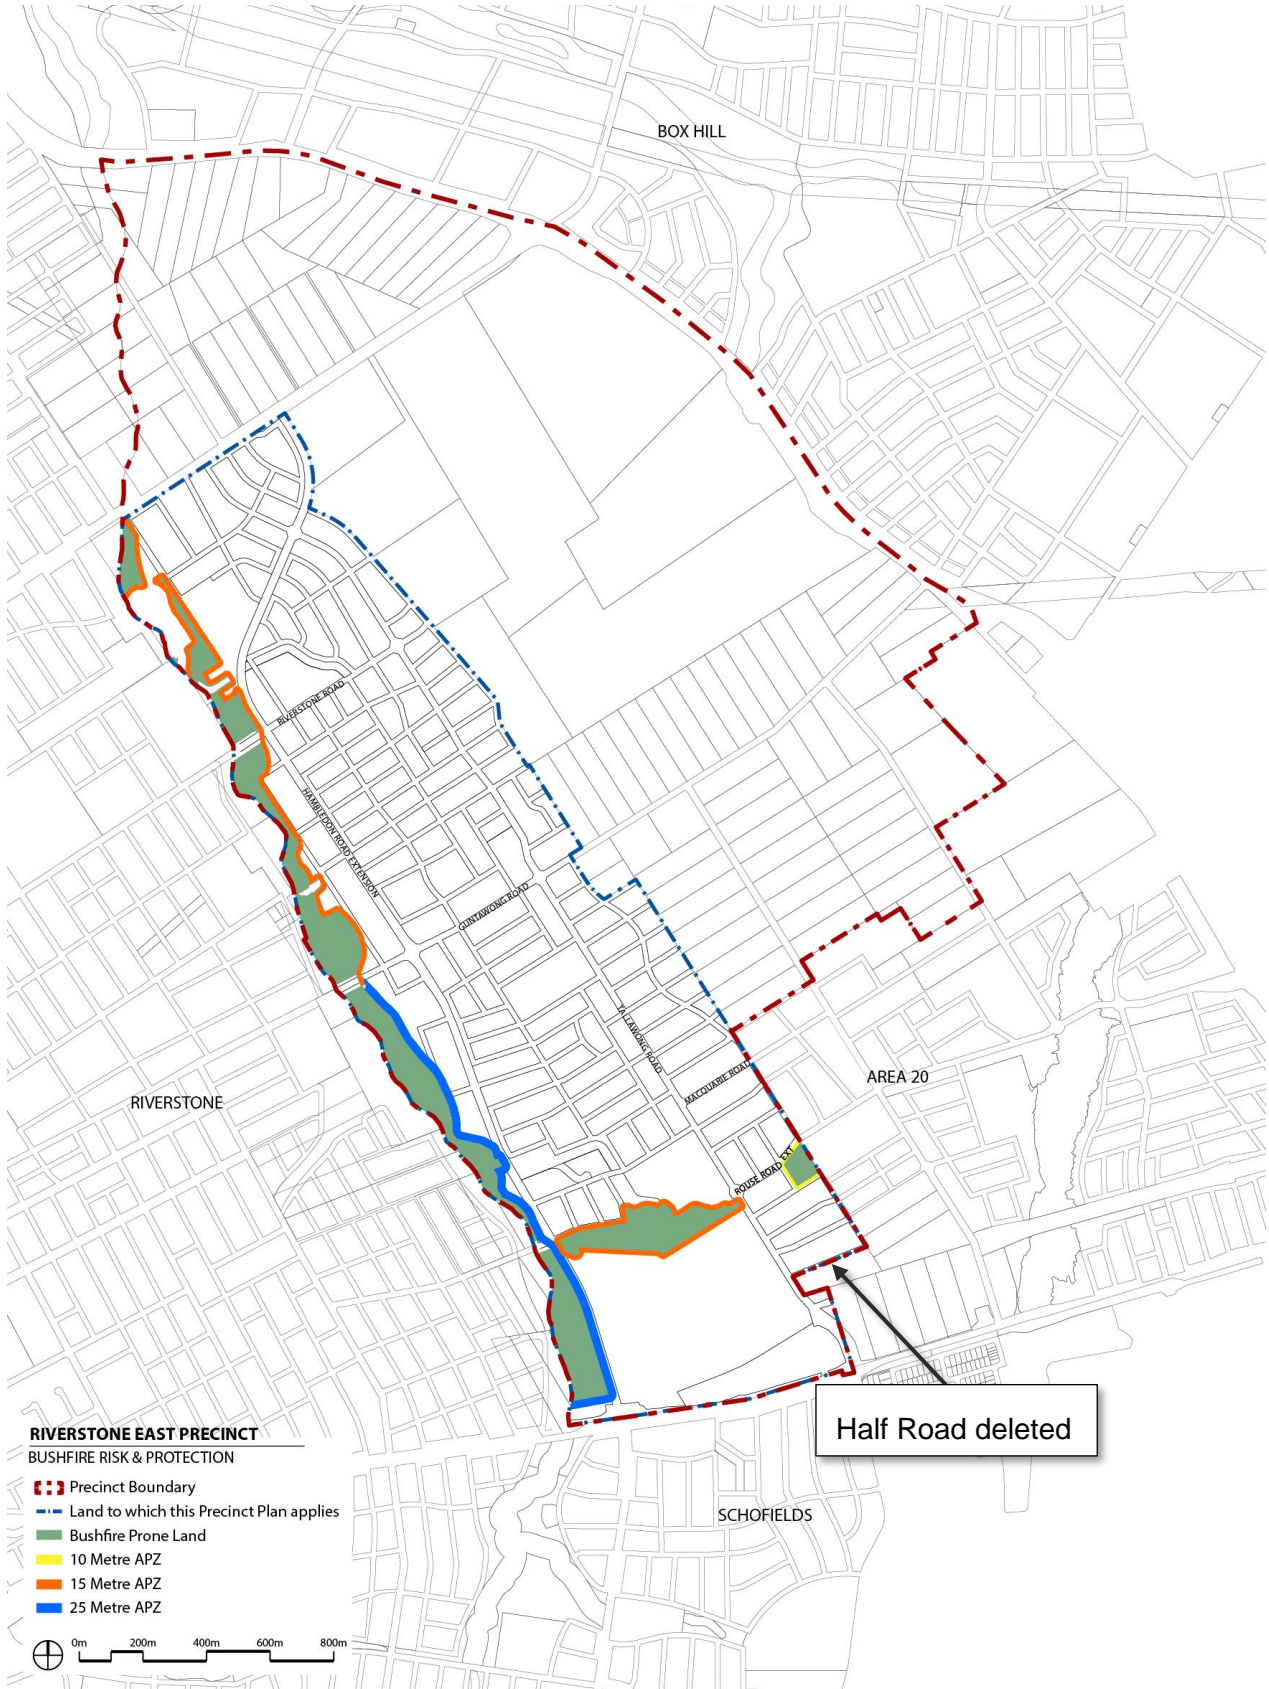 BOX HILL
RIVERSTONE ROAD
HAMBLEDON ROAD EXTENSION
GUNTAWONG ROAD
TALLAWONG ROAD
MACQUARIE ROAD
AREA 20
RIVERSTONE
ROUSE ROAD EXT
Half Road deleted
RIVERSTONE EAST PRECINCT
BUSHFIRE RISK & PROTECTION
Precinct Boundary
Land to which this Precinct Plan applies
Bushfire Prone Land
10 Metre APZ
15 Metre APZ
25 Metre APZ
0m 200m 400m 600m 800m
SCHOFIELDS